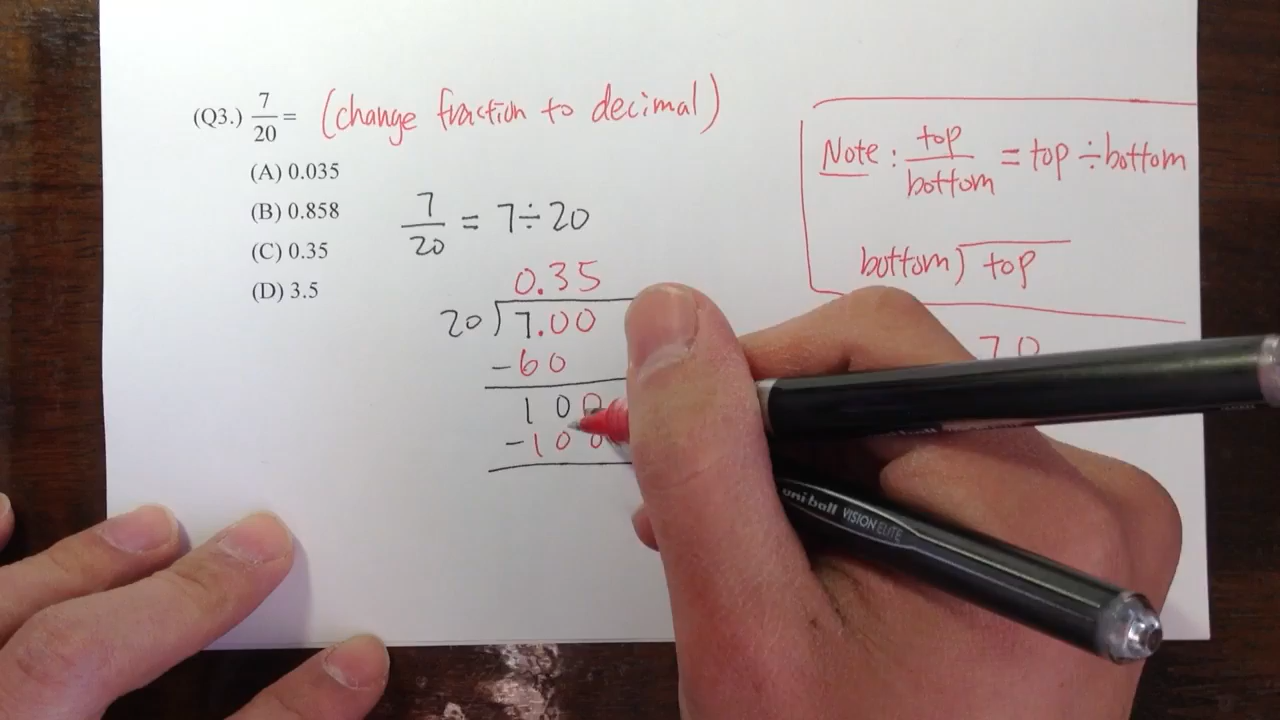 (Q3.) 7/20 = (change fraction to decimal)
(A) 0.035
(B) 0.858
(C) 0.35
(D) 3.5
7/20 = 7÷20
0.35
20)7.00
-60
100
-100
Note: top/bottom = top ÷ bottom
bottom) top
70
uni-ball VISION ELITE